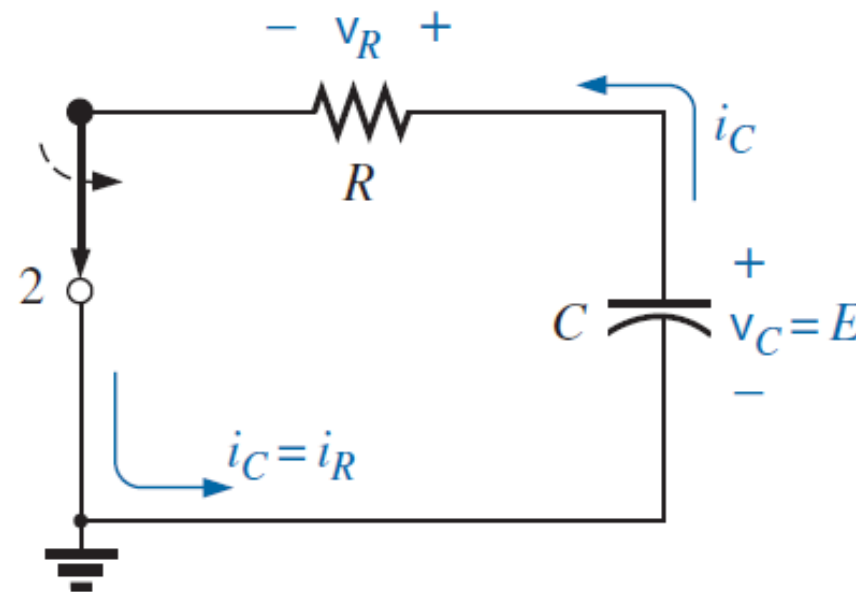 − v_R +
R
i_C
2
C
+
v_C = E
−
i_C = i_R